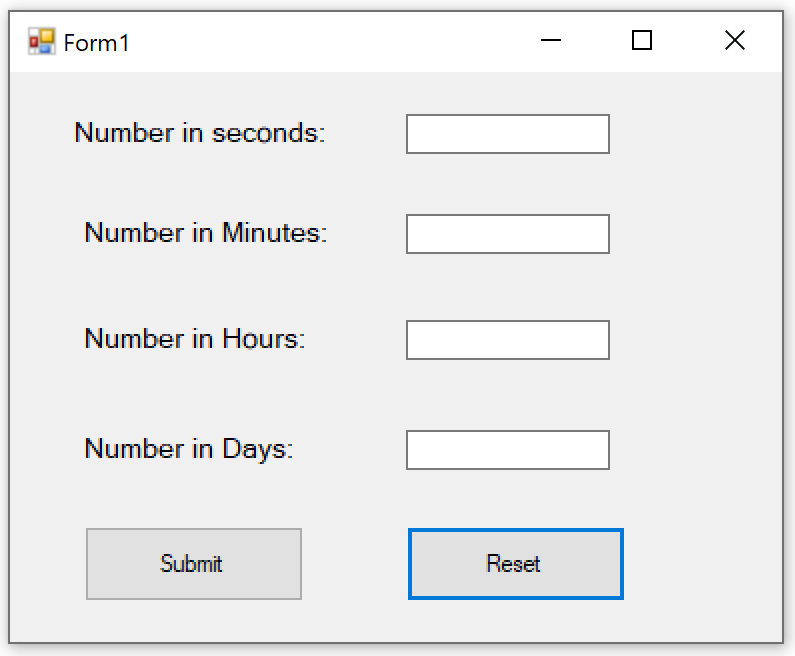 Form1
Number in seconds:
Number in Minutes:
Number in Hours:
Number in Days:
Submit
Reset